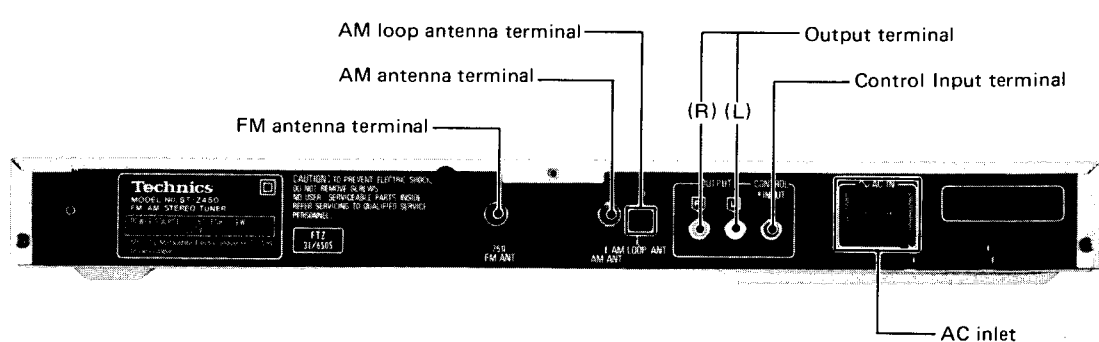 AM loop antenna terminal
Output terminal
AM antenna terminal
Control Input terminal
(R) (L)
FM antenna terminal
Technics
MODEL NO. ST-Z450
FM AM STEREO TUNER
CAUTION: TO PREVENT ELECTRIC SHOCK,
DO NOT REMOVE SCREWS.
NO USER SERVICEABLE PARTS INSIDE
REFER SERVICING TO QUALIFIED SERVICE
PERSONNEL.
FTZ
31/6505
75Ω
FM ANT
AM LOOP ANT
AM ANT
OUTPUT
R
L
CONTROL
INPUT
AC IN
AC inlet